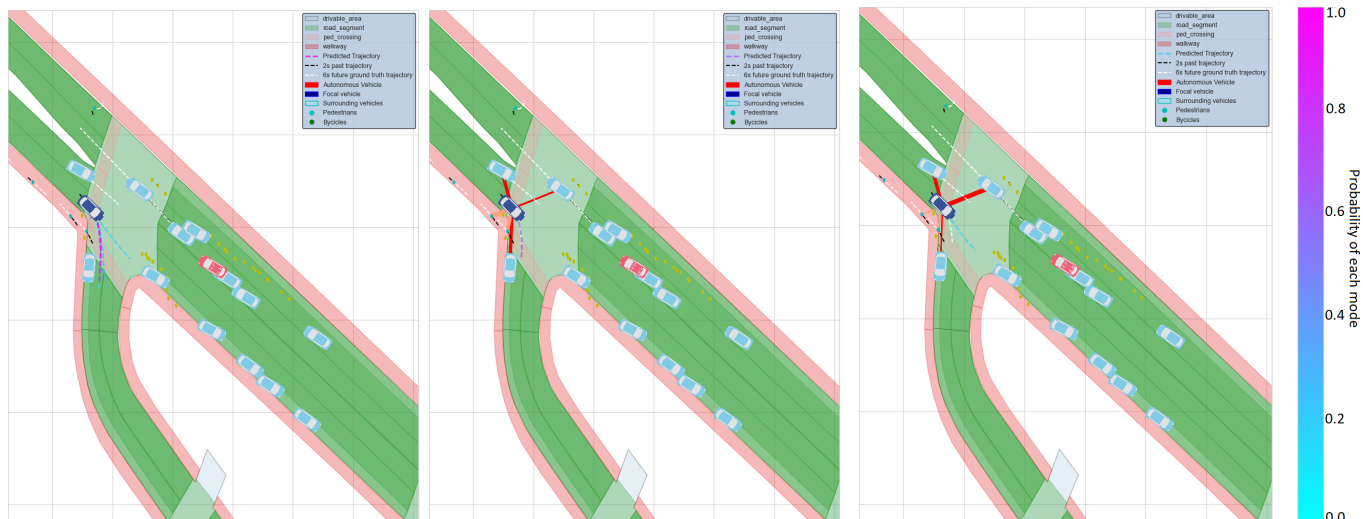 drivable_area
road_segment
ped_crossing
walkway
Predicted Trajectory
2s past trajectory
6s future ground truth trajectory
Autonomous Vehicle
Focal vehicle
Surrounding vehicles
Pedestrians
Bycicles
drivable_area
road_segment
ped_crossing
walkway
Predicted Trajectory
2s past trajectory
6s future ground truth trajectory
Autonomous Vehicle
Focal vehicle
Surrounding vehicles
Pedestrians
Bycicles
drivable_area
road_segment
ped_crossing
walkway
Predicted Trajectory
2s past trajectory
6s future ground truth trajectory
Autonomous Vehicle
Focal vehicle
Surrounding vehicles
Pedestrians
Bycicles
1.0
0.8
0.6
0.4
0.2
0.0
Probability of each mode